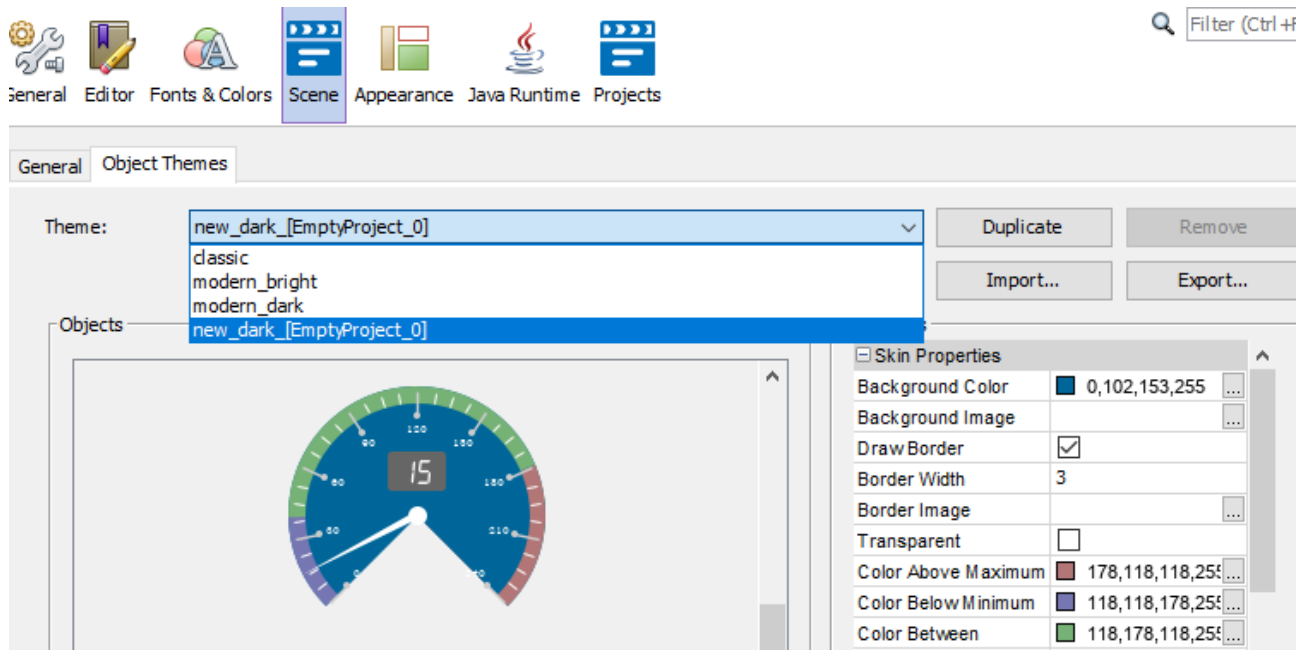 Filter (Ctrl+F
General Editor Fonts & Colors Scene Appearance Java Runtime Projects
General Object Themes
Theme: new_dark_[EmptyProject_0] Duplicate Remove
classic
modern_bright
modern_dark
new_dark_[EmptyProject_0]
Import... Export...
Objects
Skin Properties
Background Color 0,102,153,255 ...
Background Image ...
Draw Border
Border Width 3
Border Image ...
Transparent
Color Above Maximum 178,118,118,255 ...
Color Below Minimum 118,118,178,255 ...
Color Between 118,178,118,255 ...
120
90 150
15
60 180
30 210
0 240